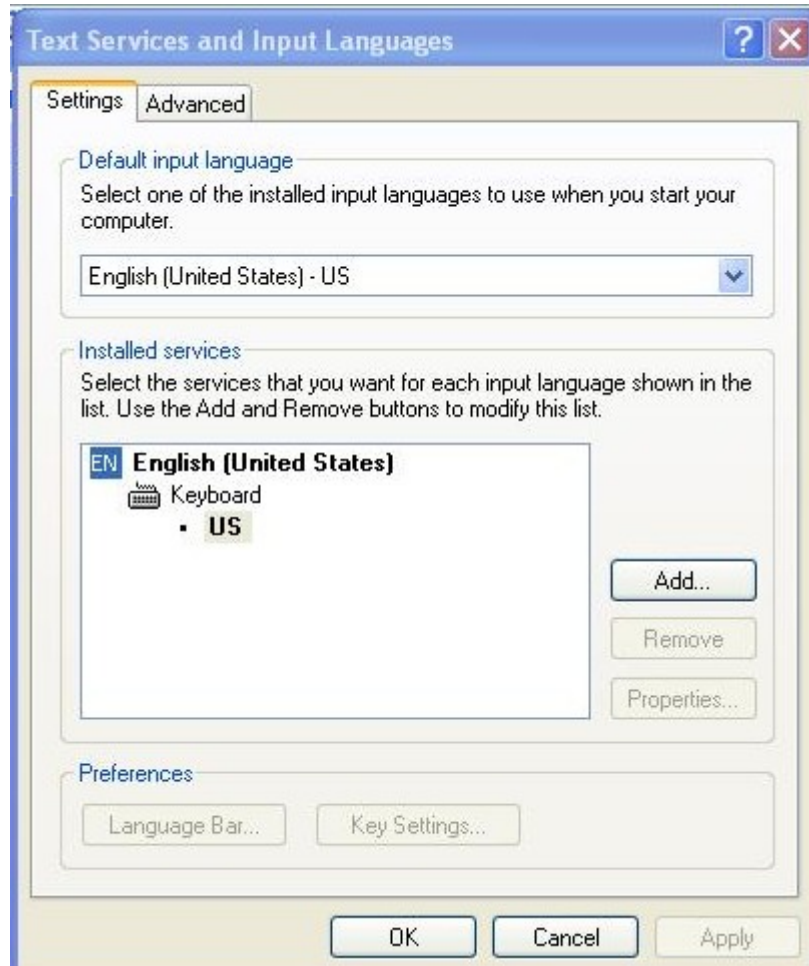 Text Services and Input Languages
Settings
Advanced
Default input language
Select one of the installed input languages to use when you start your
computer.
English (United States) - US
Installed services
Select the services that you want for each input language shown in the
list. Use the Add and Remove buttons to modify this list.
EN English (United States)
Keyboard
US
Add...
Remove
Properties...
Preferences
Language Bar...
Key Settings...
OK
Cancel
Apply